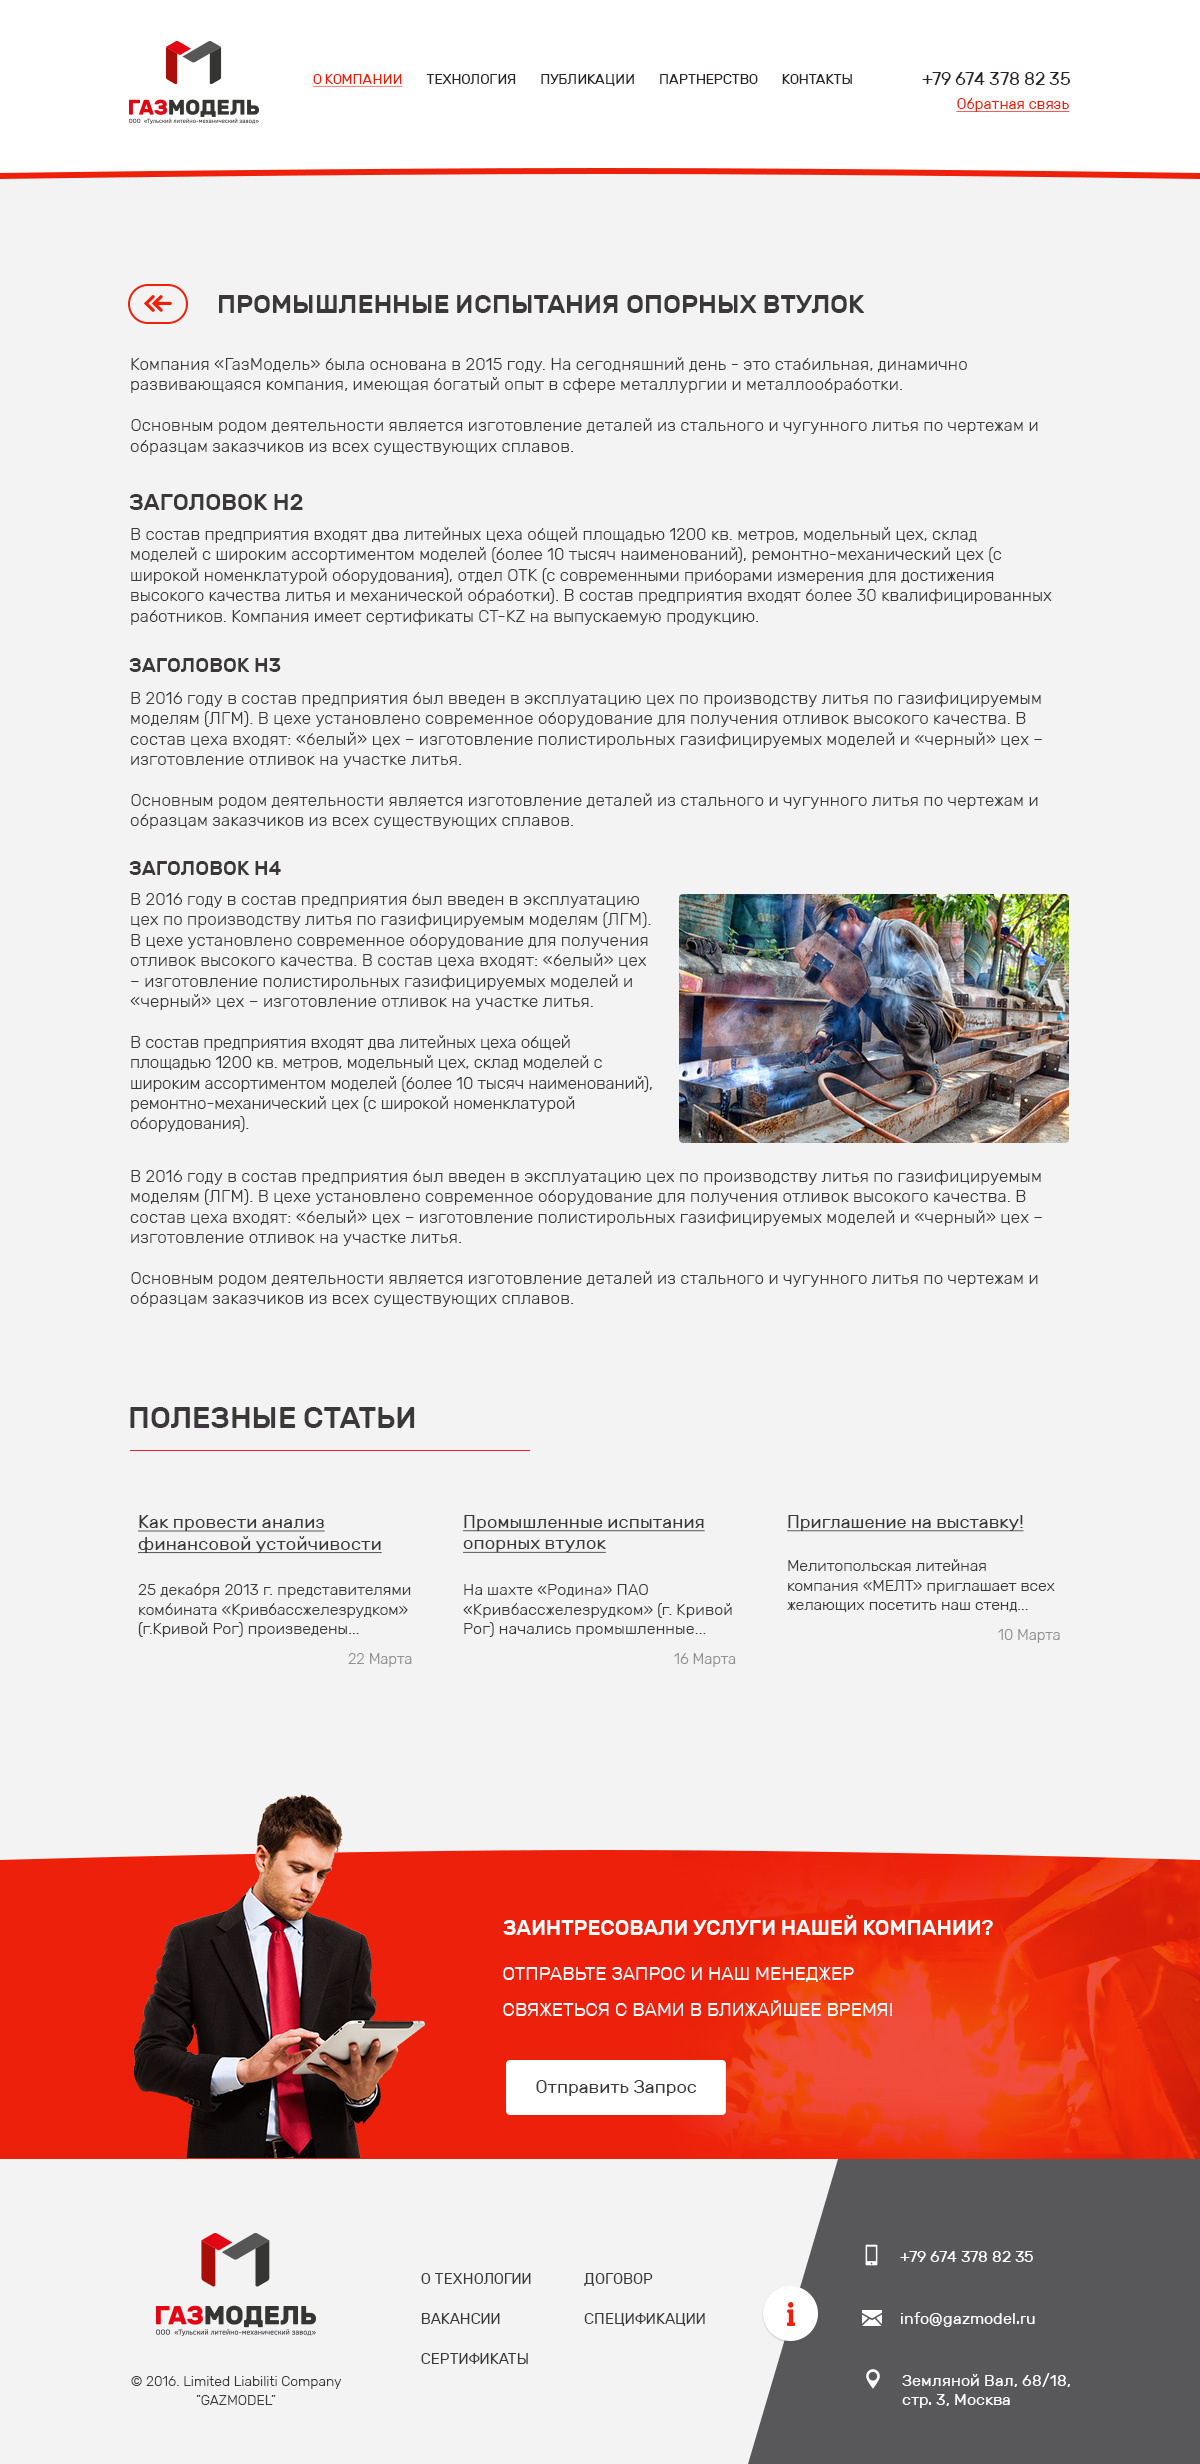 ГАЗМОДЕЛЬ
ООО «Тульский литейно-механический завод»
О КОМПАНИИ ТЕХНОЛОГИЯ ПУБЛИКАЦИИ ПАРТНЕРСТВО КОНТАКТЫ
+79 674 378 82 35
Обратная связь
ПРОМЫШЛЕННЫЕ ИСПЫТАНИЯ ОПОРНЫХ ВТУЛОК
Компания «ГазМодель» была основана в 2015 году. На сегодняшний день - это стабильная, динамично
развивающаяся компания, имеющая богатый опыт в сфере металлургии и металлообработки.
Основным родом деятельности является изготовление деталей из стального и чугунного литья по чертежам и
образцам заказчиков из всех существующих сплавов.
ЗАГОЛОВОК H2
В состав предприятия входят два литейных цеха общей площадью 1200 кв. метров, модельный цех, склад
моделей с широким ассортиментом моделей (более 10 тысяч наименований), ремонтно-механический цех (с
широкой номенклатурой оборудования), отдел ОТК (с современными приборами измерения для достижения
высокого качества литья и механической обработки). В состав предприятия входят более 30 квалифицированных
работников. Компания имеет сертификаты CT-KZ на выпускаемую продукцию.
ЗАГОЛОВОК H3
В 2016 году в состав предприятия был введен в эксплуатацию цех по производству литья по газифицируемым
моделям (ЛГМ). В цехе установлено современное оборудование для получения отливок высокого качества. В
состав цеха входят: «белый» цех – изготовление полистирольных газифицируемых моделей и «черный» цех –
изготовление отливок на участке литья.
Основным родом деятельности является изготовление деталей из стального и чугунного литья по чертежам и
образцам заказчиков из всех существующих сплавов.
ЗАГОЛОВОК H4
В 2016 году в состав предприятия был введен в эксплуатацию
цех по производству литья по газифицируемым моделям (ЛГМ).
В цехе установлено современное оборудование для получения
отливок высокого качества. В состав цеха входят: «белый» цех
– изготовление полистирольных газифицируемых моделей и
«черный» цех – изготовление отливок на участке литья.
В состав предприятия входят два литейных цеха общей
площадью 1200 кв. метров, модельный цех, склад моделей с
широким ассортиментом моделей (более 10 тысяч наименований),
ремонтно-механический цех (с широкой номенклатурой
оборудования).
В 2016 году в состав предприятия был введен в эксплуатацию цех по производству литья по газифицируемым
моделям (ЛГМ). В цехе установлено современное оборудование для получения отливок высокого качества. В
состав цеха входят: «белый» цех – изготовление полистирольных газифицируемых моделей и «черный» цех –
изготовление отливок на участке литья.
Основным родом деятельности является изготовление деталей из стального и чугунного литья по чертежам и
образцам заказчиков из всех существующих сплавов.
ПОЛЕЗНЫЕ СТАТЬИ
Как провести анализ
финансовой устойчивости
25 декабря 2013 г. представителями
комбината «Кривбассжелезрудком»
(г.Кривой Рог) произведены...
22 Марта
Промышленные испытания
опорных втулок
На шахте «Родина» ПАО
«Кривбассжелезрудком» (г. Кривой
Рог) начались промышленные...
16 Марта
Приглашение на выставку!
Мелитопольская литейная
компания «МЕЛТ» приглашает всех
желающих посетить наш стенд...
10 Марта
ЗАИНТРЕСОВАЛИ УСЛУГИ НАШЕЙ КОМПАНИИ?
ОТПРАВЬТЕ ЗАПРОС И НАШ МЕНЕДЖЕР
СВЯЖЕТЬСЯ С ВАМИ В БЛИЖАЙШЕЕ ВРЕМЯ!
Отправить Запрос
ГАЗМОДЕЛЬ
ООО «Тульский литейно-механический завод»
© 2016. Limited Liabiliti Company
"GAZMODEL"
О ТЕХНОЛОГИИ
ВАКАНСИИ
СЕРТИФИКАТЫ
ДОГОВОР
СПЕЦИФИКАЦИИ
+79 674 378 82 35
info@gazmodel.ru
Земляной Вал, 68/18,
стр. 3, Москва